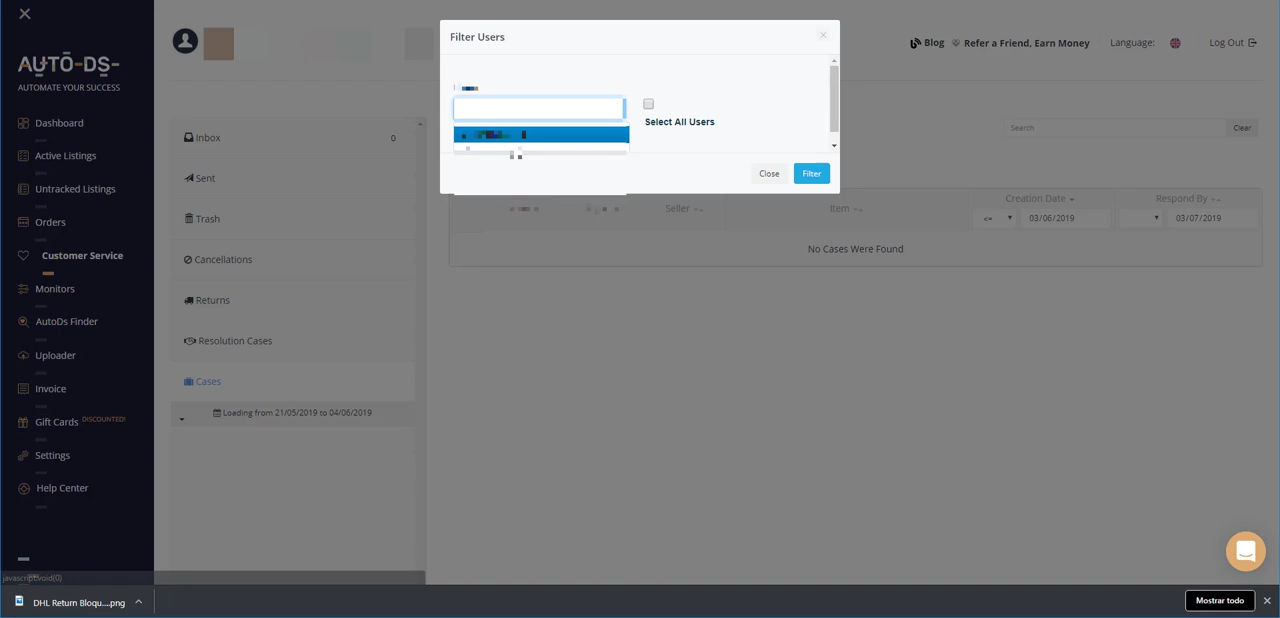 AUTO-DS-
AUTOMATE YOUR SUCCESS
Dashboard
Active Listings
Untracked Listings
Orders
Customer Service
Monitors
AutoDs Finder
Uploader
Invoice
Gift Cards DISCOUNTED!
Settings
Help Center
Blog
Refer a Friend, Earn Money
Language:
Log Out
Inbox 0
Sent
Trash
Cancellations
Returns
Resolution Cases
Cases
Loading from 21/05/2019 to 04/06/2019
Filter Users
×
Select All Users
Close
Filter
Search
Clear
Seller
Item
Creation Date
Respond By
<= 03/06/2019
03/07/2019
No Cases Were Found
javascript:void(0)
DHL Return Bloqu....png
Mostrar todo